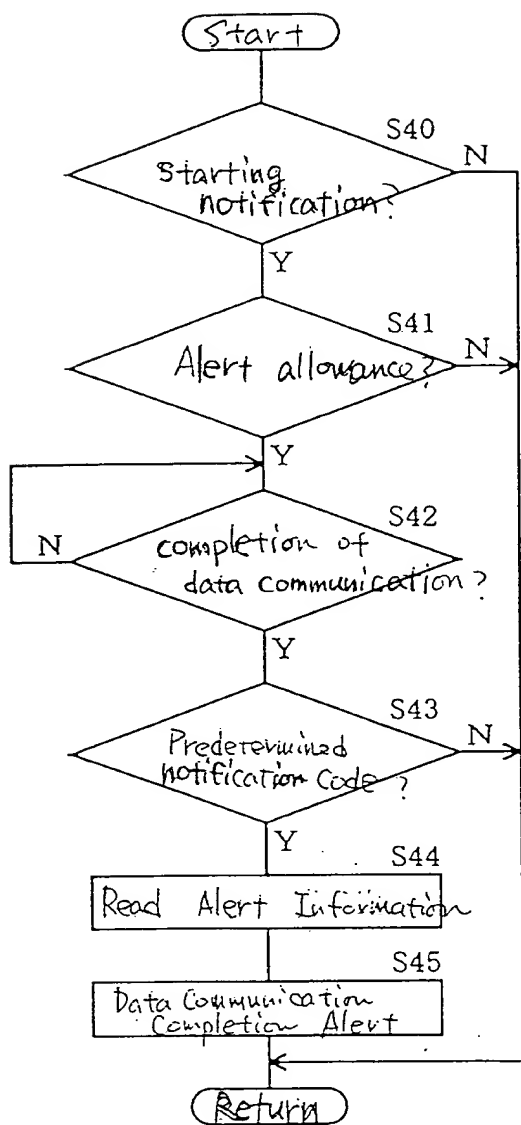 Start
S40
N
Starting
notification?
Y
S41
N
Alert allowance?
Y
S42
N
completion of
data communication?
Y
S43
N
Predetermined
notification code?
Y
S44
Read Alert Information
S45
Data Communication
Completion Alert
Return